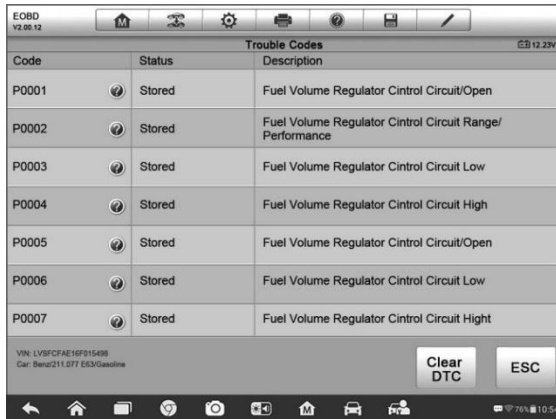 EOBD
V2.00.12
Trouble Codes
12.23V
Code Status Description
P0001 Stored Fuel Volume Regulator Cintrol Circuit/Open
P0002 Stored Fuel Volume Regulator Cintrol Circuit Range/
Performance
P0003 Stored Fuel Volume Regulator Cintrol Circuit Low
P0004 Stored Fuel Volume Regulator Cintrol Circuit High
P0005 Stored Fuel Volume Regulator Cintrol Circuit/Open
P0006 Stored Fuel Volume Regulator Cintrol Circuit Low
P0007 Stored Fuel Volume Regulator Cintrol Circuit Hight
VIN: LVSFCFAE16F015498
Car: Benz/211.077 E63/Gasoline
Clear
DTC
ESC
76%